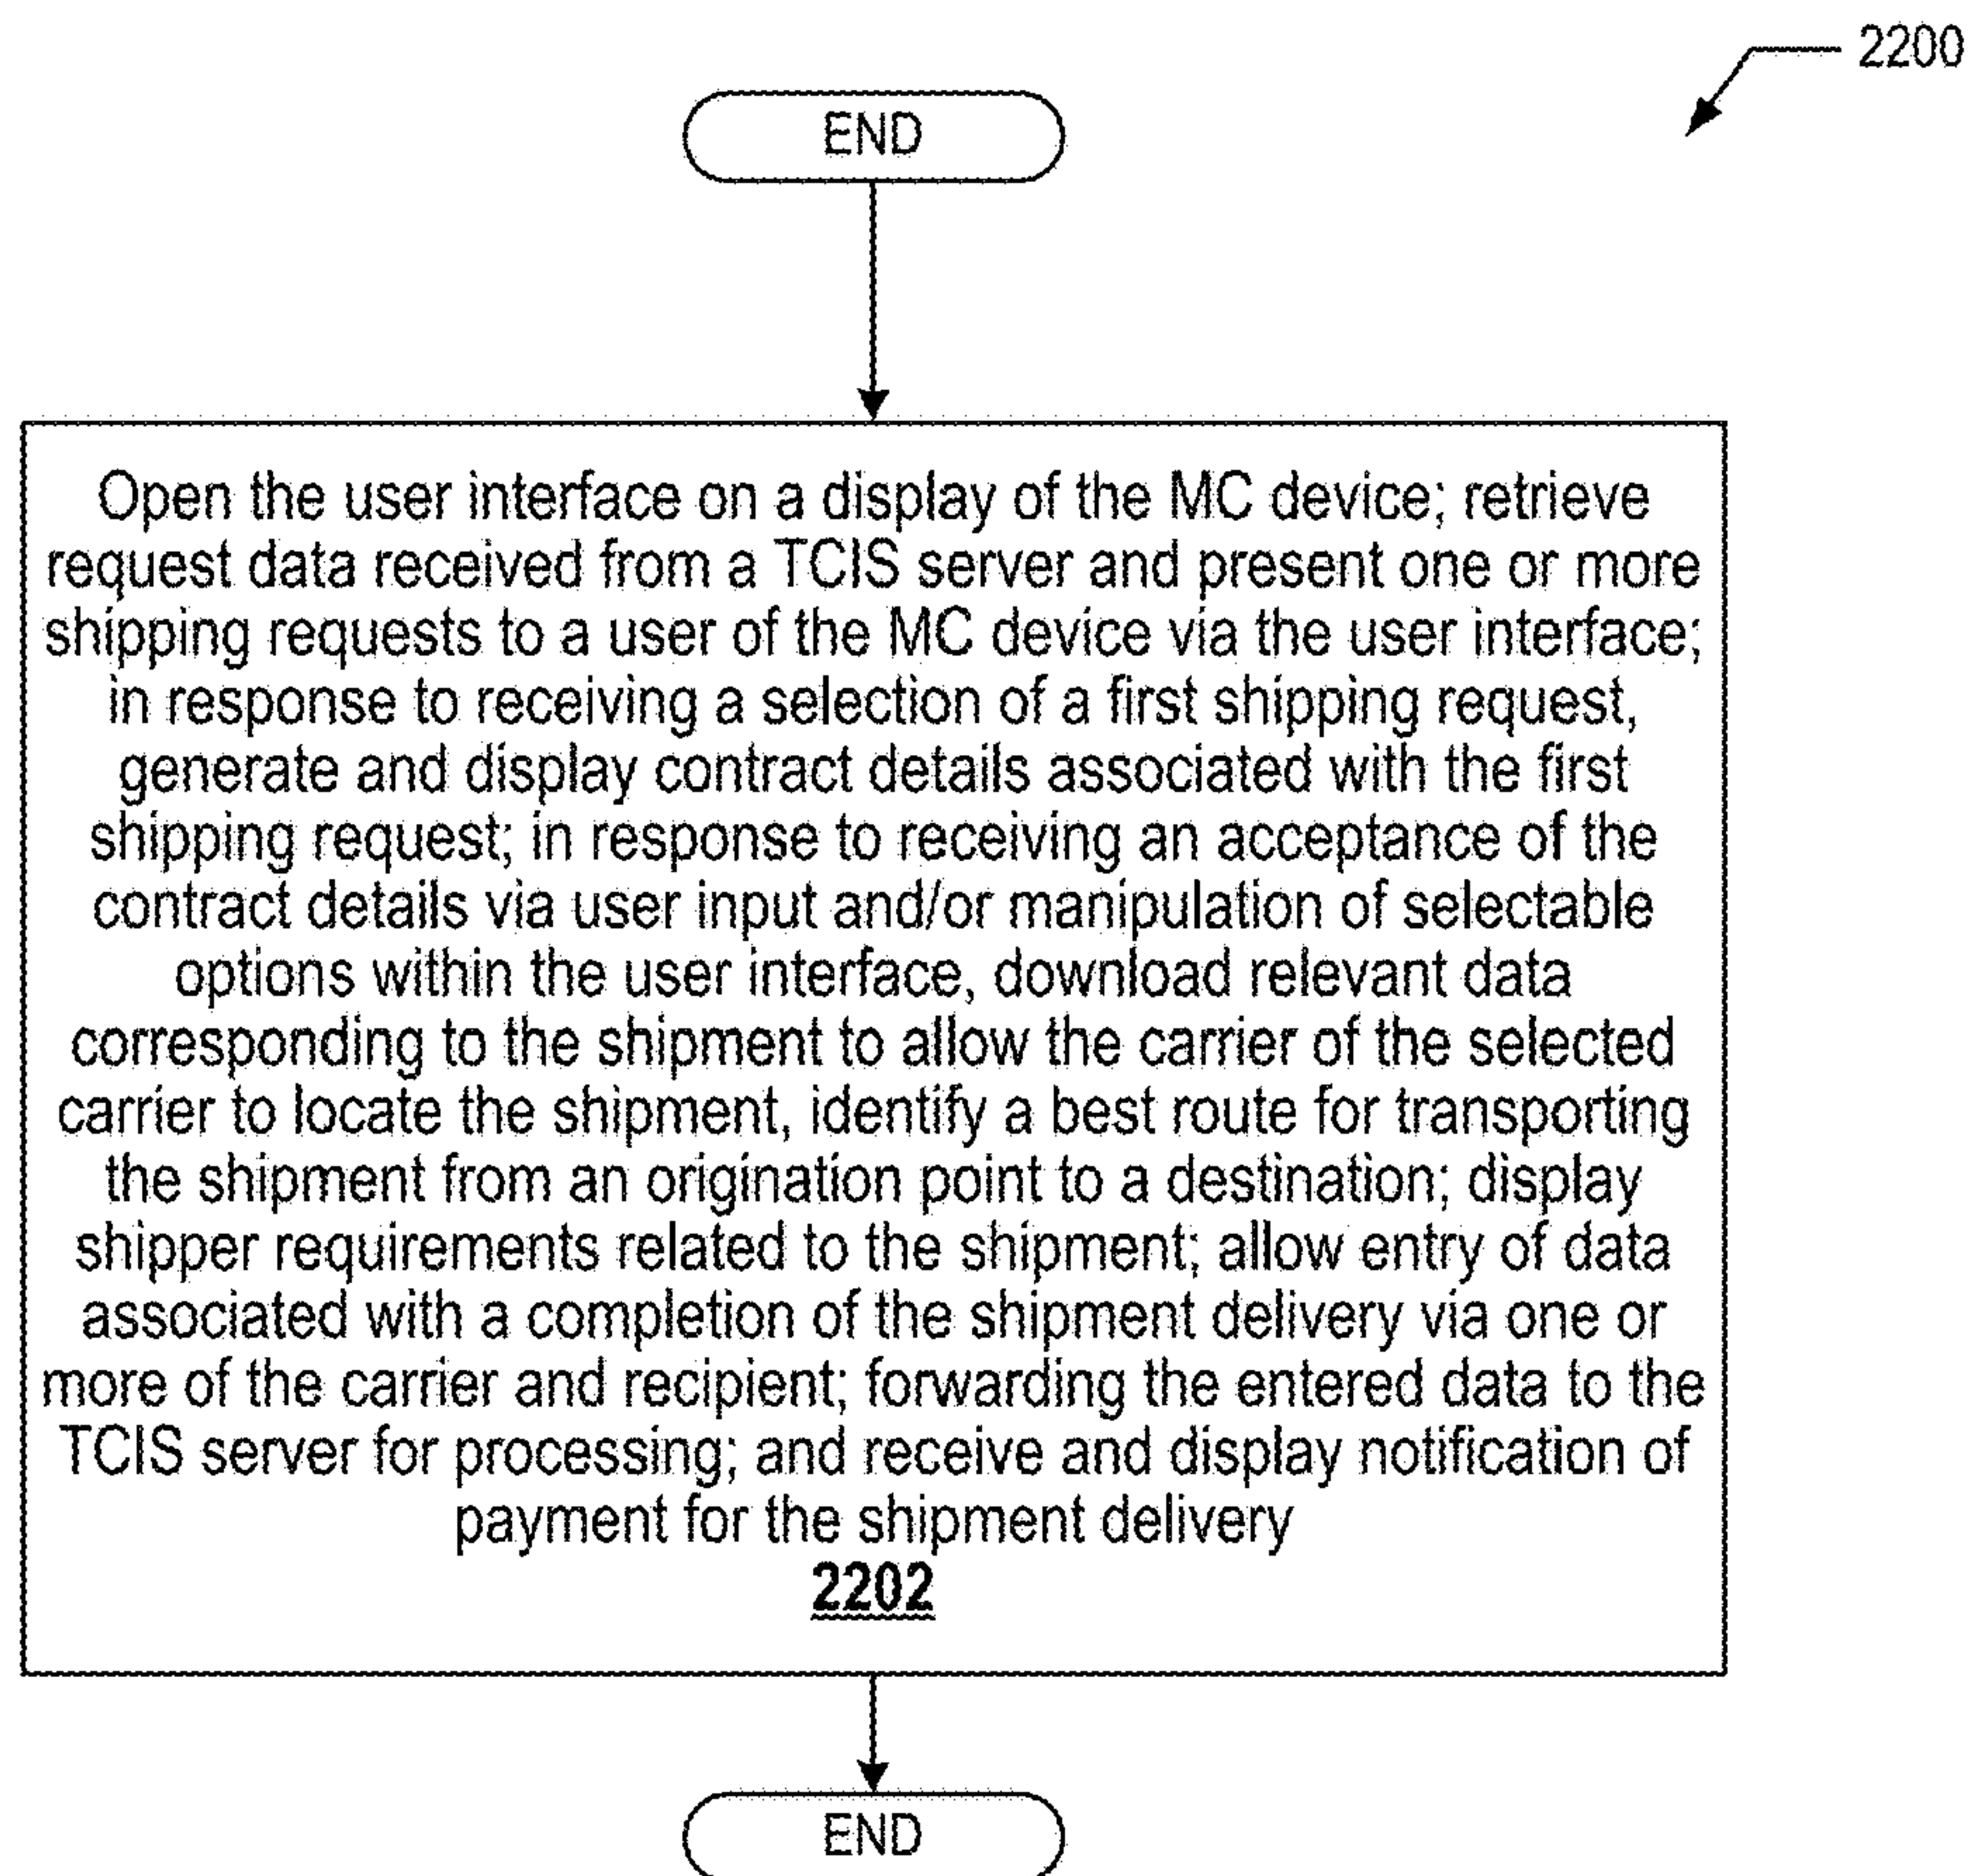 2200
END
Open the user interface on a display of the MC device; retrieve
request data received from a TCIS server and present one or more
shipping requests to a user of the MC device via the user interface;
in response to receiving a selection of a first shipping request,
generate and display contract details associated with the first
shipping request; in response to receiving an acceptance of the
contract details via user input and/or manipulation of selectable
options within the user interface, download relevant data
corresponding to the shipment to allow the carrier of the selected
carrier to locate the shipment, identify a best route for transporting
the shipment from an origination point to a destination; display
shipper requirements related to the shipment; allow entry of data
associated with a completion of the shipment delivery via one or
more of the carrier and recipient; forwarding the entered data to the
TCIS server for processing; and receive and display notification of
payment for the shipment delivery
2202
END